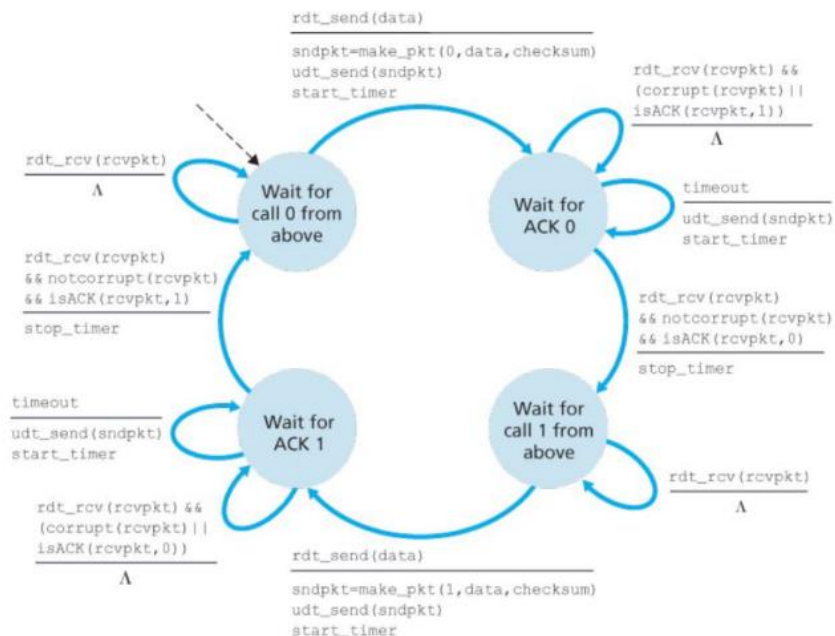 rdt_send(data)
sndpkt=make_pkt(0,data,checksum)
udt_send(sndpkt)
start_timer
rdt_rcv(rcvpkt) &&
(corrupt(rcvpkt)||
isACK(rcvpkt,1))
Λ
rdt_rcv(rcvpkt)
Λ
Wait for
call 0 from
above
Wait for
ACK 0
timeout
udt_send(sndpkt)
start_timer
rdt_rcv(rcvpkt)
&& notcorrupt(rcvpkt)
&& isACK(rcvpkt,1)
stop_timer
rdt_rcv(rcvpkt)
&& notcorrupt(rcvpkt)
&& isACK(rcvpkt,0)
stop_timer
timeout
udt_send(sndpkt)
start_timer
Wait for
ACK 1
Wait for
call 1 from
above
rdt_rcv(rcvpkt) &&
(corrupt(rcvpkt)||
isACK(rcvpkt,0))
Λ
rdt_rcv(rcvpkt)
Λ
rdt_send(data)
sndpkt=make_pkt(1,data,checksum)
udt_send(sndpkt)
start_timer